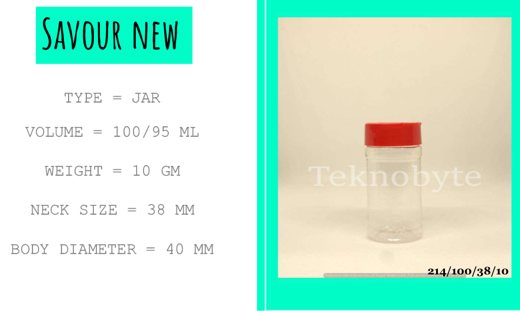 SAVOUR NEW
TYPE = JAR
VOLUME = 100/95 ML
WEIGHT = 10 GM
NECK SIZE = 38 MM
BODY DIAMETER = 40 MM
Teknobyte
214/100/38/10